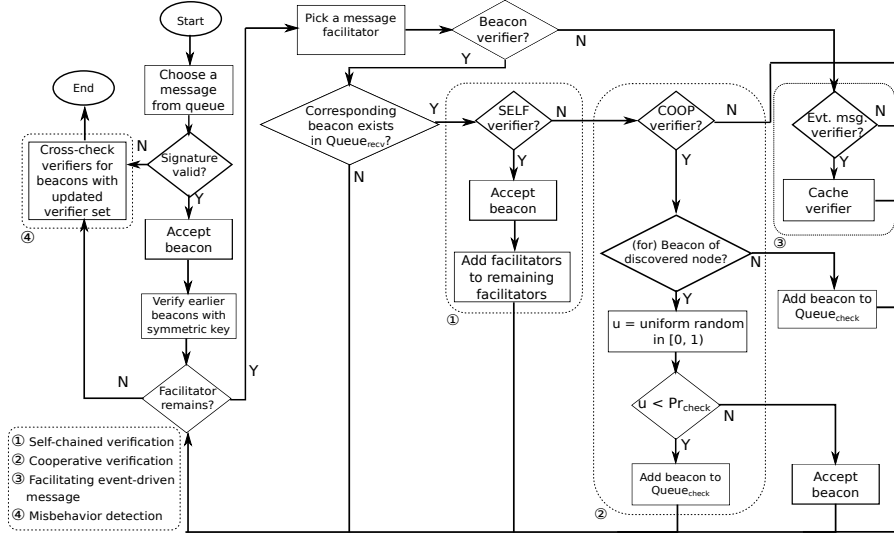 Start
Choose a
message
from queue
Signature
valid?
N
Y
Accept
beacon
Verify earlier
beacons with
symmetric key
Facilitator
remains?
N
Y
End
Cross-check
verifiers for
beacons with
updated
verifier set
④
Pick a message
facilitator
Beacon
verifier?
N
Y
Corresponding
beacon exists
in Queuerecv?
Y
N
SELF
verifier?
N
Y
Accept
beacon
Add facilitators
to remaining
facilitators
①
COOP
verifier?
N
Y
(for) Beacon of
discovered node?
N
Y
u = uniform random
in [0, 1)
u < Prcheck
N
Y
Add beacon to
Queuecheck
②
Evt. msg.
verifier?
N
Y
Cache
verifier
③
Add beacon to
Queuecheck
Accept
beacon
① Self-chained verification
② Cooperative verification
③ Facilitating event-driven
message
④ Misbehavior detection